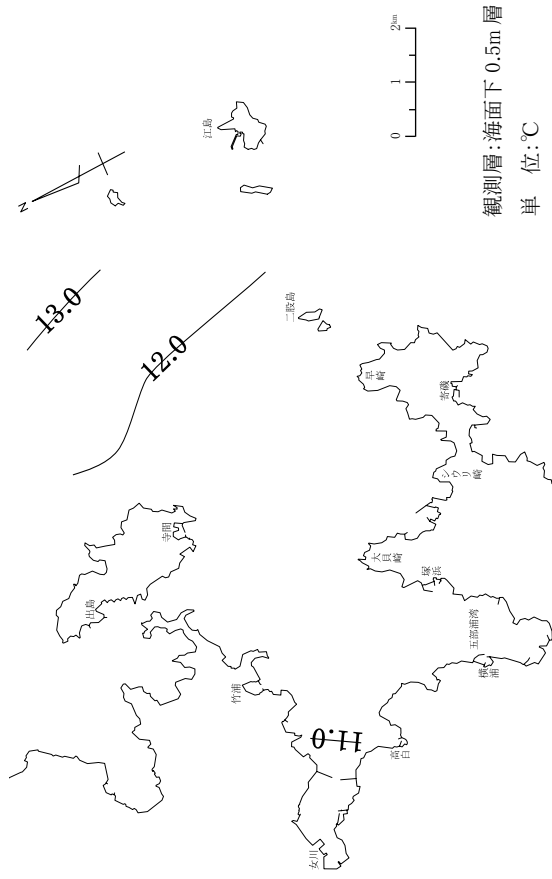 N
江島
13.0
12.0
二股島
早崎
寄磯
シウリ崎
寺間
大貝崎
塚浜
出島
五部浦湾
横浦
竹浦
11.0
高白
女川
0 1 2km
観測層:海面下 0.5m 層
単 位:℃